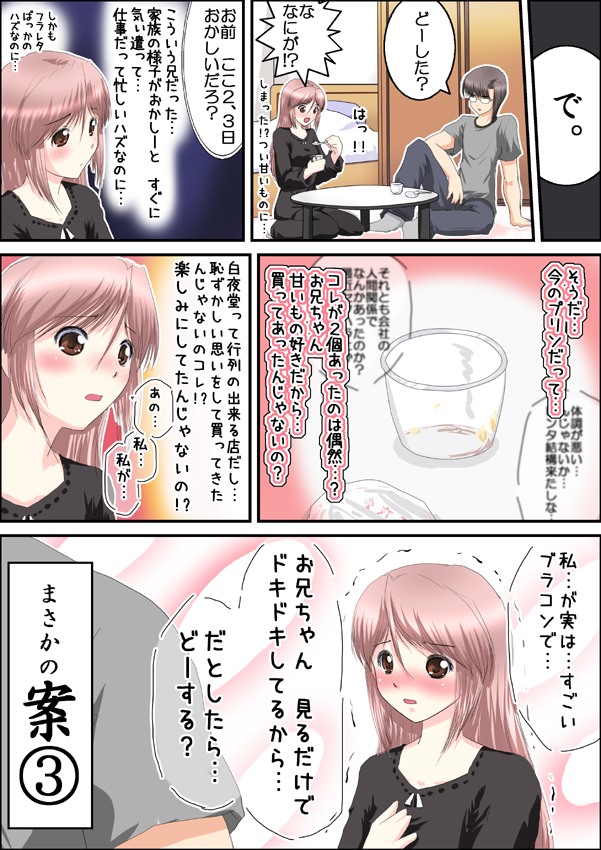 で。
どーした？
はっ！！
な
なにが！？
しまった！？つい甘いものに…
お前　ここ2、3日
おかしいだろ？
こういう兄だった…
家族の様子がおかしーと　すぐに
気い遣って…
仕事だって忙しいハズなのに…
しかも
フラレタ
ばっかの
ハズなのに…
そうだ…
今のプリンだって…
体調が悪い…
んじゃないか…
ンタ結構来だしな…
それとも会社の
人間関係で
なんかあったのか？
コレが２個あったのは偶然…？
お兄ちゃん
甘いもの好きだから…
買ってあったんじゃないの？
白夜堂って行列の出来る店だし…
恥ずかしい思いをして買ってきた
んじゃないのコレ！？
楽しみにしてたんじゃないの！？
あの…
私…
私が…
私…が実は…すごい
ブラコンで…
お兄ちゃん　見るだけで
ドキドキしてるから…
だとしたら…
どーする？
まさかの
案
③